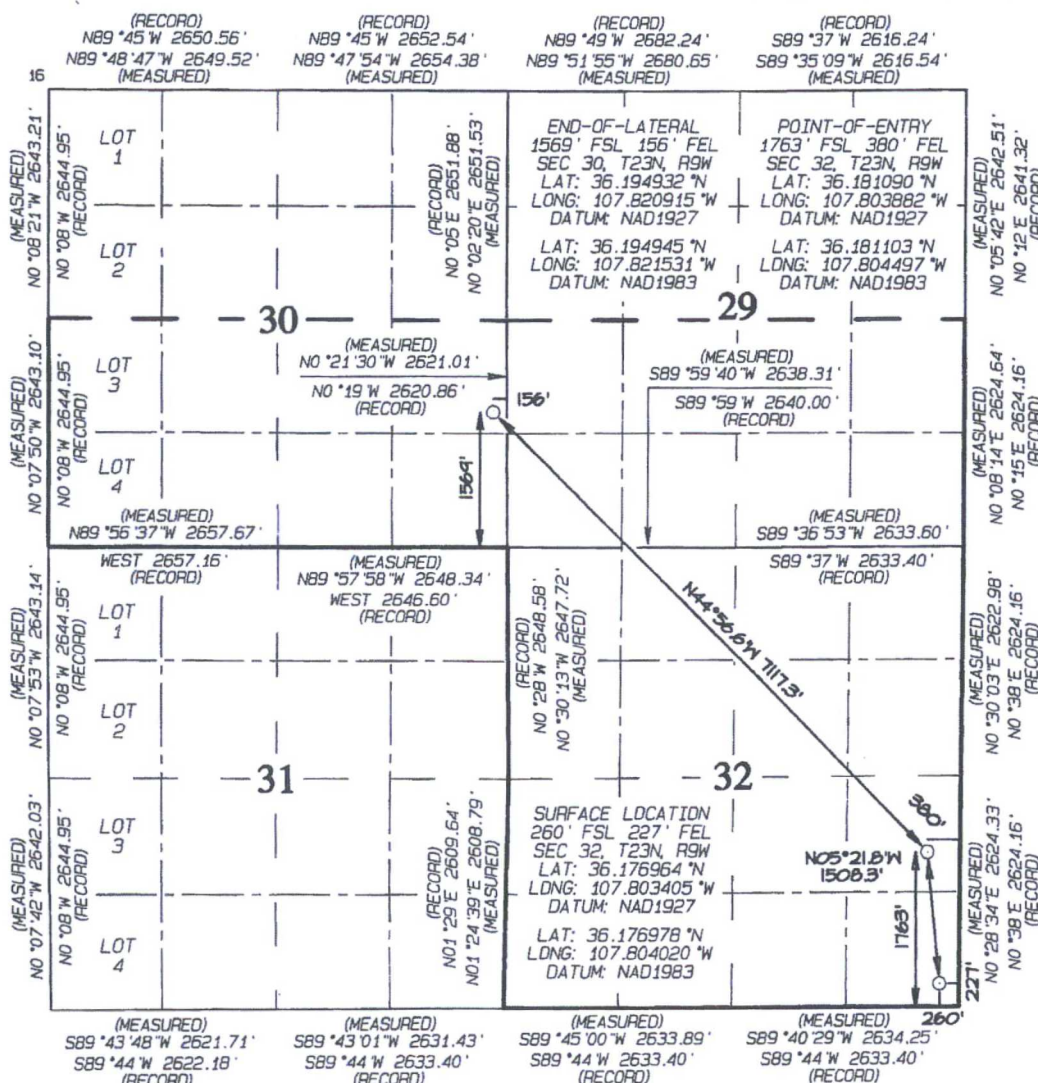 (RECORD)
N89°45'W 2650.56'
N89°48'47"W 2649.52'
(MEASURED)
(RECORD)
N89°45'W 2652.54'
N89°47'54"W 2654.38'
(MEASURED)
(RECORD)
N89°49'W 2682.24'
N89°51'55"W 2680.65'
(MEASURED)
(RECORD)
S89°37'W 2616.24'
S89°35'09"W 2616.54'
(MEASURED)
16
(MEASURED)
N0°08'21"W 2643.21'
N0°08'W 2644.95'
(RECORD)
LOT
1
LOT
2
(RECORD)
N0°05'E 2651.88'
N0°02'20"E 2651.53'
(MEASURED)
END-OF-LATERAL
1569' FSL 156' FEL
SEC 30, T23N, R9W
LAT: 36.194932°N
LONG: 107.820915°W
DATUM: NAD1927
LAT: 36.194945°N
LONG: 107.821531°W
DATUM: NAD1983
POINT-OF-ENTRY
1763' FSL 380' FEL
SEC 32, T23N, R9W
LAT: 36.181090°N
LONG: 107.803882°W
DATUM: NAD1927
LAT: 36.181103°N
LONG: 107.804497°W
DATUM: NAD1983
(MEASURED)
N0°05'42"E 2642.51'
N0°12'E 2641.32'
(RECORD)
30
29
(MEASURED)
N0°07'50"W 2643.10'
N0°08'W 2644.95'
(RECORD)
LOT
3
LOT
4
(MEASURED)
N0°21'30"W 2621.01'
N0°19'W 2620.86'
(RECORD)
156'
1569'
(MEASURED)
S89°59'40"W 2638.31'
S89°59'W 2640.00'
(RECORD)
(MEASURED)
N0°08'14"E 2624.64'
N0°15'E 2624.16'
(RECORD)
(MEASURED)
N89°56'37"W 2657.67'
WEST 2657.16'
(RECORD)
(MEASURED)
N89°57'58"W 2648.34'
WEST 2646.60'
(RECORD)
(MEASURED)
S89°36'53"W 2633.60'
S89°37'W 2633.40'
(RECORD)
(MEASURED)
N0°07'53"W 2643.14'
N0°08'W 2644.95'
(RECORD)
LOT
1
LOT
2
(RECORD)
N0°28'W 2648.58'
N0°30'13"W 2647.72'
(MEASURED)
N44°56.6'W 7117.3'
(MEASURED)
N0°30'03"E 2622.98'
N0°38'E 2624.16'
(RECORD)
31
32
(MEASURED)
N0°07'42"W 2642.03'
N0°08'W 2644.95'
(RECORD)
LOT
3
LOT
4
(RECORD)
N01°29'E 2609.64'
N01°24'39"E 2608.79'
(MEASURED)
SURFACE LOCATION
260' FSL 227' FEL
SEC 32, T23N, R9W
LAT: 36.176964°N
LONG: 107.803405°W
DATUM: NAD1927
LAT: 36.176978°N
LONG: 107.804020°W
DATUM: NAD1983
380'
N05°21.8'W
1508.3'
1763'
227'
260'
(MEASURED)
N0°28'34"E 2624.33'
N0°38'E 2624.16'
(RECORD)
(MEASURED)
S89°43'48"W 2621.71'
S89°44'W 2622.18'
(RECORD)
(MEASURED)
S89°43'01"W 2631.43'
S89°44'W 2633.40'
(RECORD)
(MEASURED)
S89°45'00"W 2633.89'
S89°44'W 2633.40'
(RECORD)
(MEASURED)
S89°40'29"W 2634.25'
S89°44'W 2633.40'
(RECORD)